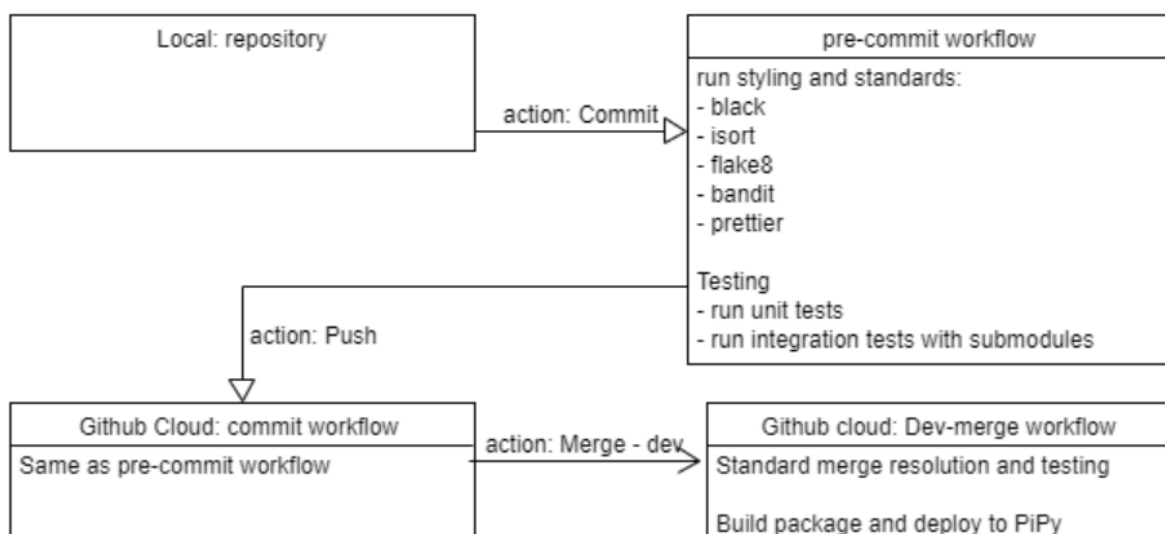 Local: repository
action: Commit
pre-commit workflow
run styling and standards:
- black
- isort
- flake8
- bandit
- prettier
Testing
- run unit tests
- run integration tests with submodules
action: Push
Github Cloud: commit workflow
Same as pre-commit workflow
action: Merge - dev
Github cloud: Dev-merge workflow
Standard merge resolution and testing
Build package and deploy to PiPy